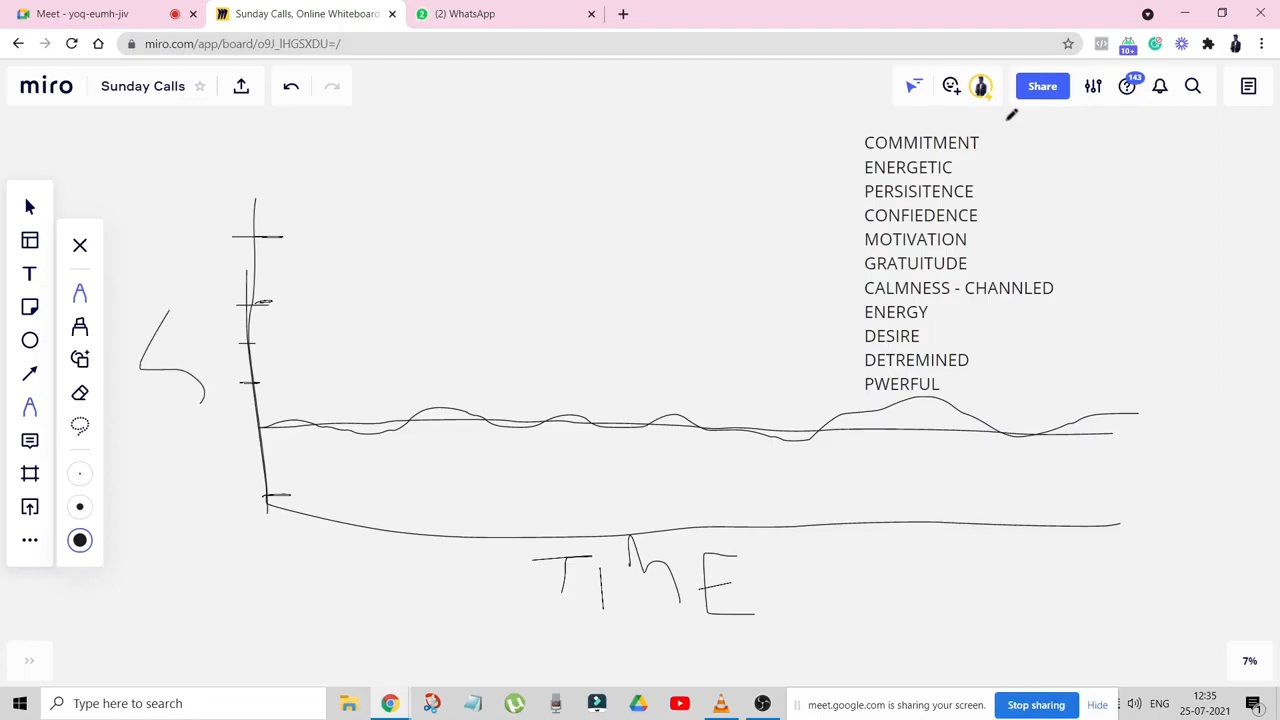 Meet - yoq-eumh-jiv
Sunday Calls, Online Whiteboard
(2) WhatsApp
miro.com/app/board/o9J_lHGSXDU=/
10+
miro
Sunday Calls
Share
143
COMMITMENT
ENERGETIC
PERSISITENCE
CONFIEDENCE
MOTIVATION
GRATUITUDE
CALMNESS - CHANNLED
ENERGY
DESIRE
DETREMINED
PWERFUL
TIME
7%
Type here to search
meet.google.com is sharing your screen.
Stop sharing
Hide
ENG
12:35
25-07-2021